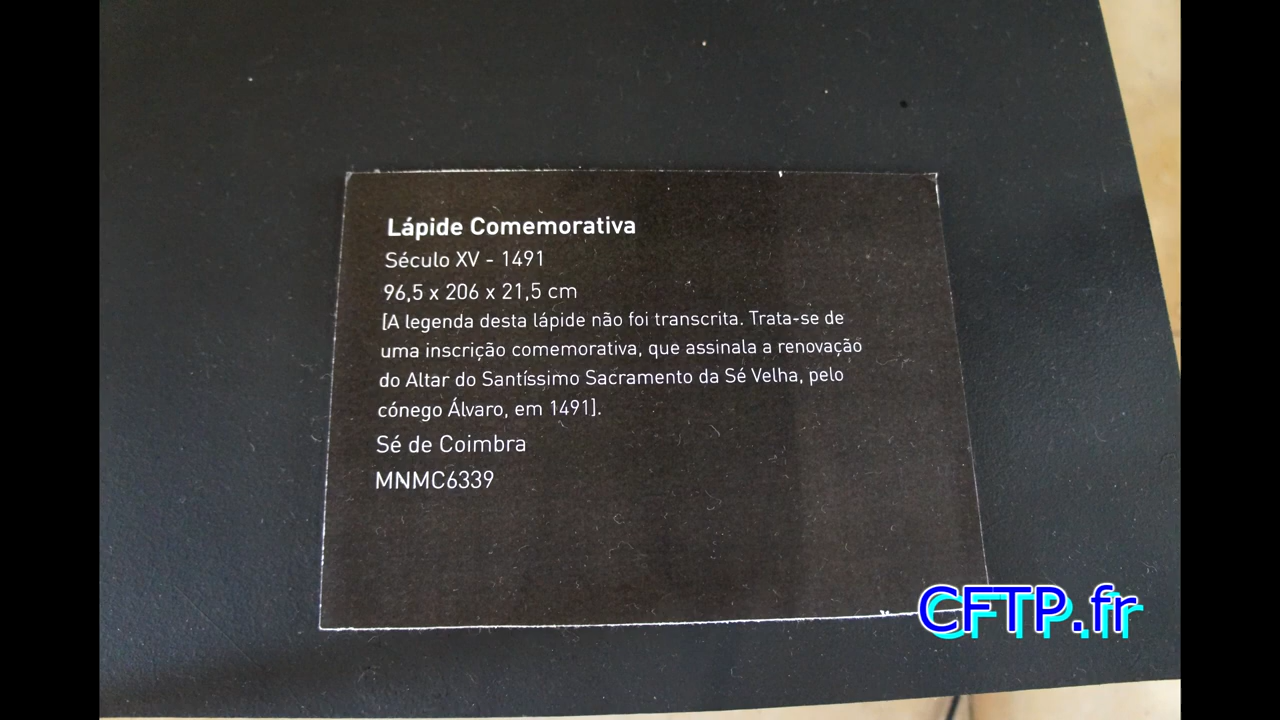 Lápide Comemorativa
Século XV - 1491
96,5 x 206 x 21,5 cm
[A legenda desta lápide não foi transcrita. Trata-se de
uma inscrição comemorativa, que assinala a renovação
do Altar do Santíssimo Sacramento da Sé Velha, pelo
cónego Álvaro, em 1491].
Sé de Coimbra
MNMC6339
CFTP.fr